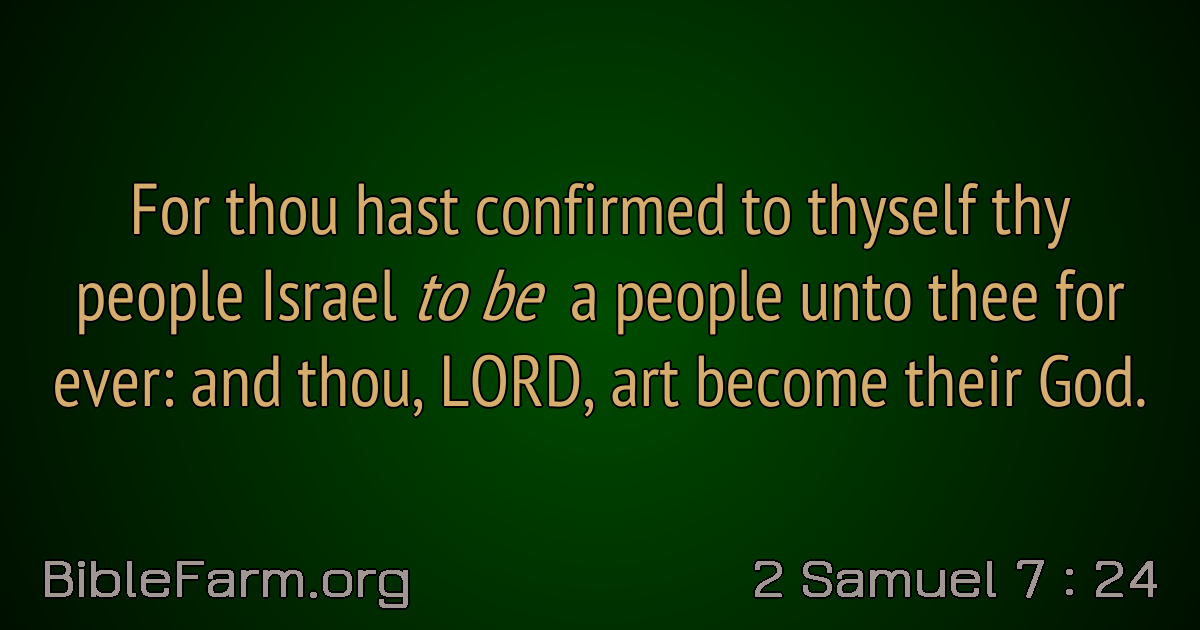 For thou hast confirmed to thyself thy
people Israel to be a people unto thee for
ever: and thou, LORD, art become their God.
BibleFarm.org
2 Samuel 7 : 24